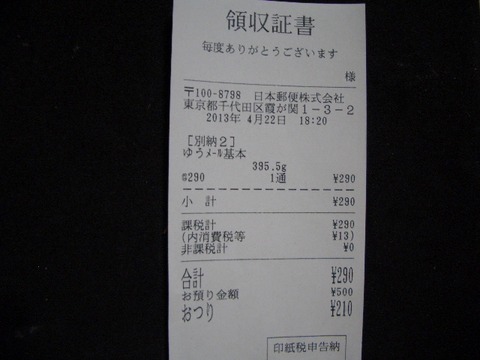 領収証書
毎度ありがとうございます
様
〒100-8798 日本郵便株式会社
東京都千代田区霞が関1-3-2
2013年 4月22日 18:20
[別納2]
ゆうメール基本
395.5g
@290 1通 ¥290
小 計 ¥290
課税計 ¥290
(内消費税等 ¥13)
非課税計 ¥0
合計 ¥290
お預り金額 ¥500
おつり ¥210
印紙税申告納